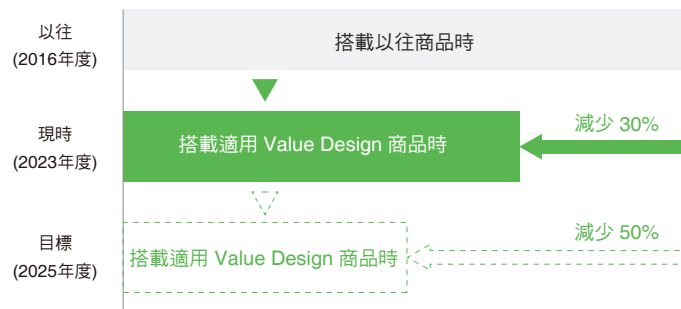 以往
(2016年度)
搭載以往商品時
現時
(2023年度)
搭載適用 Value Design 商品時
減少 30%
目標
(2025年度)
搭載適用 Value Design 商品時
減少 50%